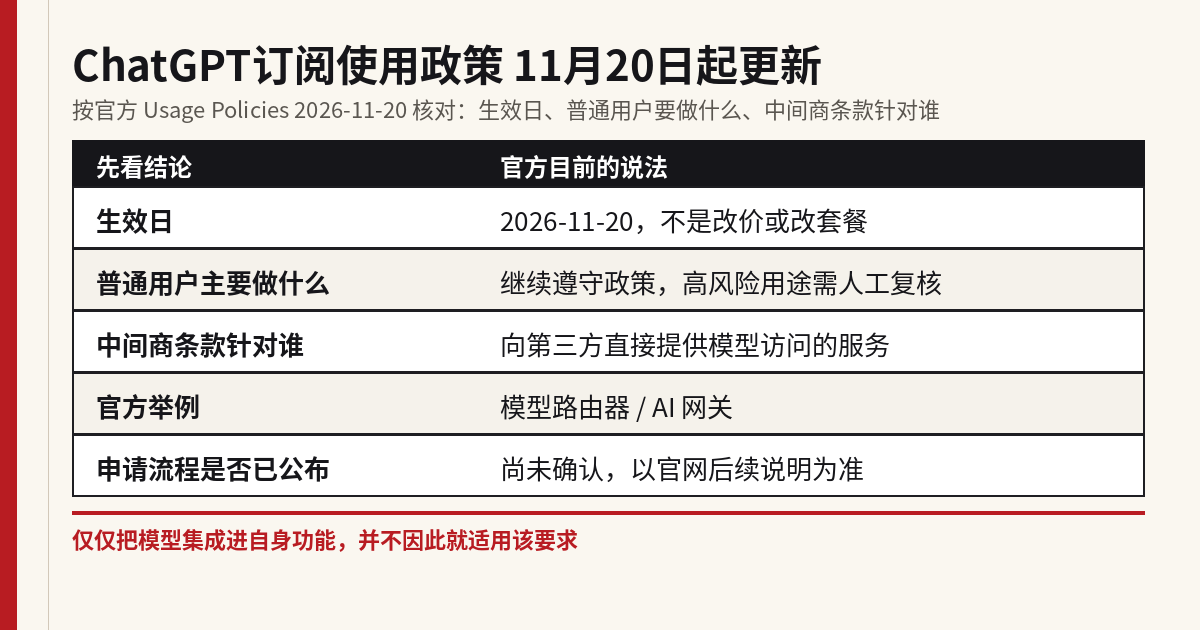 ChatGPT订阅使用政策 11月20日起更新
按官方 Usage Policies 2026-11-20 核对：生效日、普通用户要做什么、中间商条款针对谁
先看结论 官方目前的说法
生效日 2026-11-20，不是改价或改套餐
普通用户主要做什么 继续遵守政策，高风险用途需人工复核
中间商条款针对谁 向第三方直接提供模型访问的服务
官方举例 模型路由器 / AI 网关
申请流程是否已公布 尚未确认，以官网后续说明为准
仅仅把模型集成进自身功能，并不因此就适用该要求